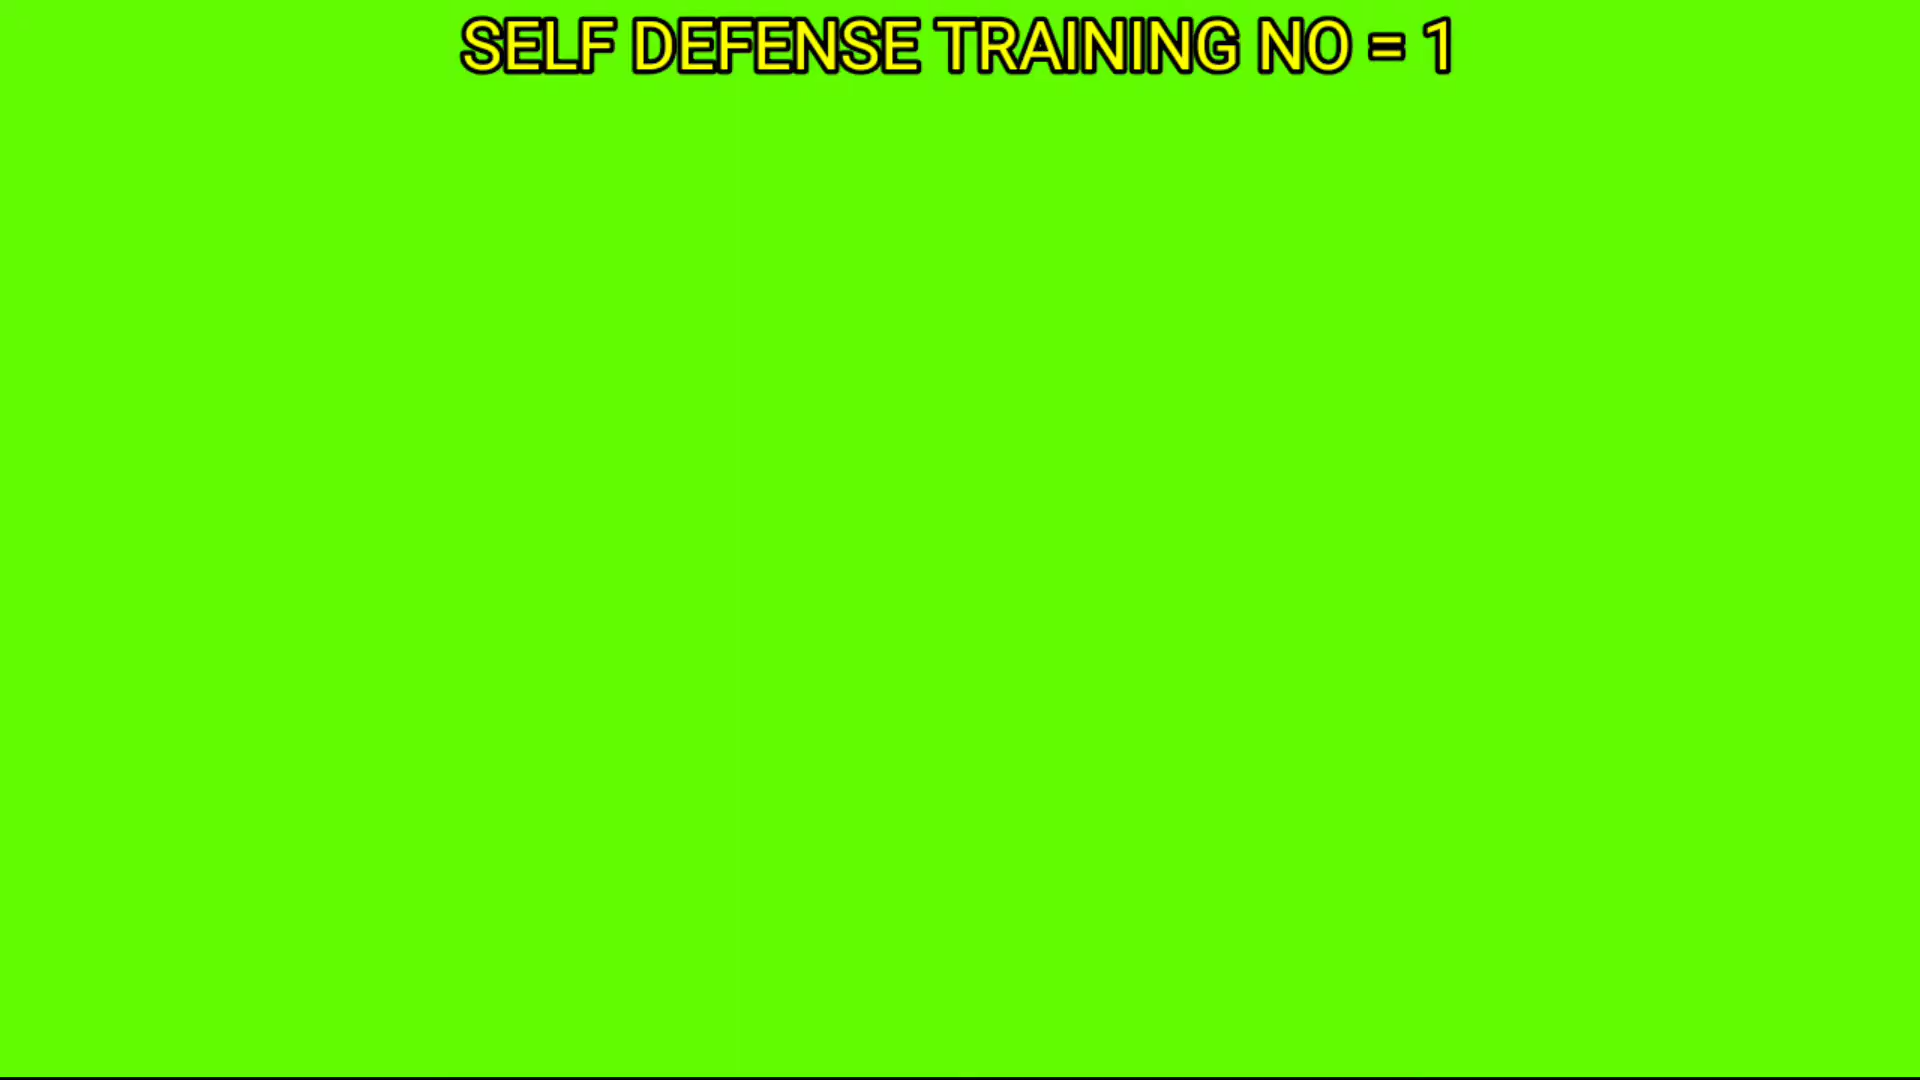 SELF DEFENSE TRAINING NO = 1